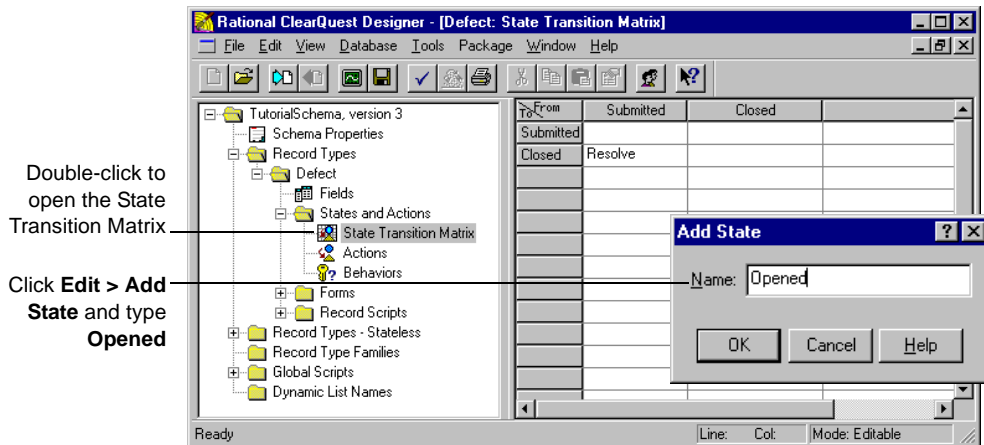 Rational ClearQuest Designer - [Defect: State Transition Matrix]
File Edit View Database Tools Package Window Help
TutorialSchema, version 3
Schema Properties
Record Types
Defect
Fields
States and Actions
State Transition Matrix
Actions
Behaviors
Forms
Record Scripts
Record Types - Stateless
Record Type Families
Global Scripts
Dynamic List Names
From
To
Submitted Closed
Submitted
Closed Resolve
Double-click to
open the State
Transition Matrix
Click Edit > Add
State and type
Opened
Add State
Name: Opened
OK Cancel Help
Ready Line: Col: Mode: Editable